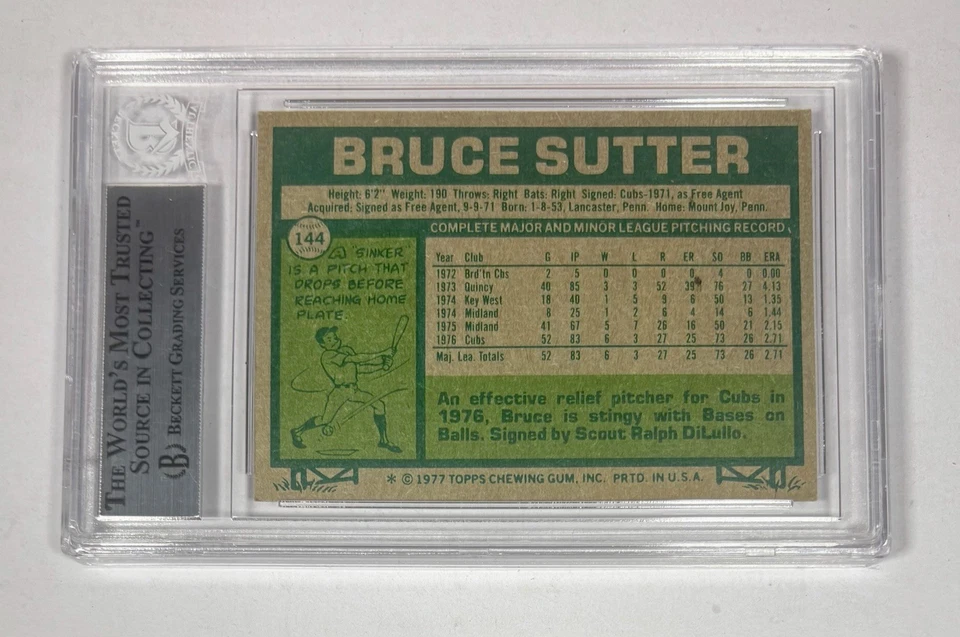 THE WORLD'S MOST TRUSTED
SOURCE IN COLLECTING™
(B) BECKETT GRADING SERVICES
BRUCE SUTTER
Height: 6'2" Weight: 190 Throws: Right Bats: Right Signed: Cubs-1971, as Free Agent
Acquired: Signed as Free Agent, 9-9-71 Born: 1-8-53, Lancaster, Penn. Home: Mount Joy, Penn.
144
COMPLETE MAJOR AND MINOR LEAGUE PITCHING RECORD
A "SINKER"
IS A PITCH THAT
DROPS BEFORE
REACHING HOME
PLATE.
Year Club G IP W L R ER SO BB ERA
1972 Brd'tn Cbs 2 5 0 0 0 0 4 0 0.00
1973 Quincy 40 85 3 3 52 39 76 27 4.13
1974 Key West 18 40 1 5 9 6 50 13 1.35
1974 Midland 8 25 1 2 6 4 14 6 1.44
1975 Midland 41 67 5 7 26 16 50 21 2.15
1976 Cubs 52 83 6 3 27 25 73 26 2.71
Maj. Lea. Totals 52 83 6 3 27 25 73 26 2.71
An effective relief pitcher for Cubs in
1976, Bruce is stingy with Bases on
Balls. Signed by Scout Ralph DiLullo.
* © 1977 TOPPS CHEWING GUM, INC. PRTD. IN U.S.A.